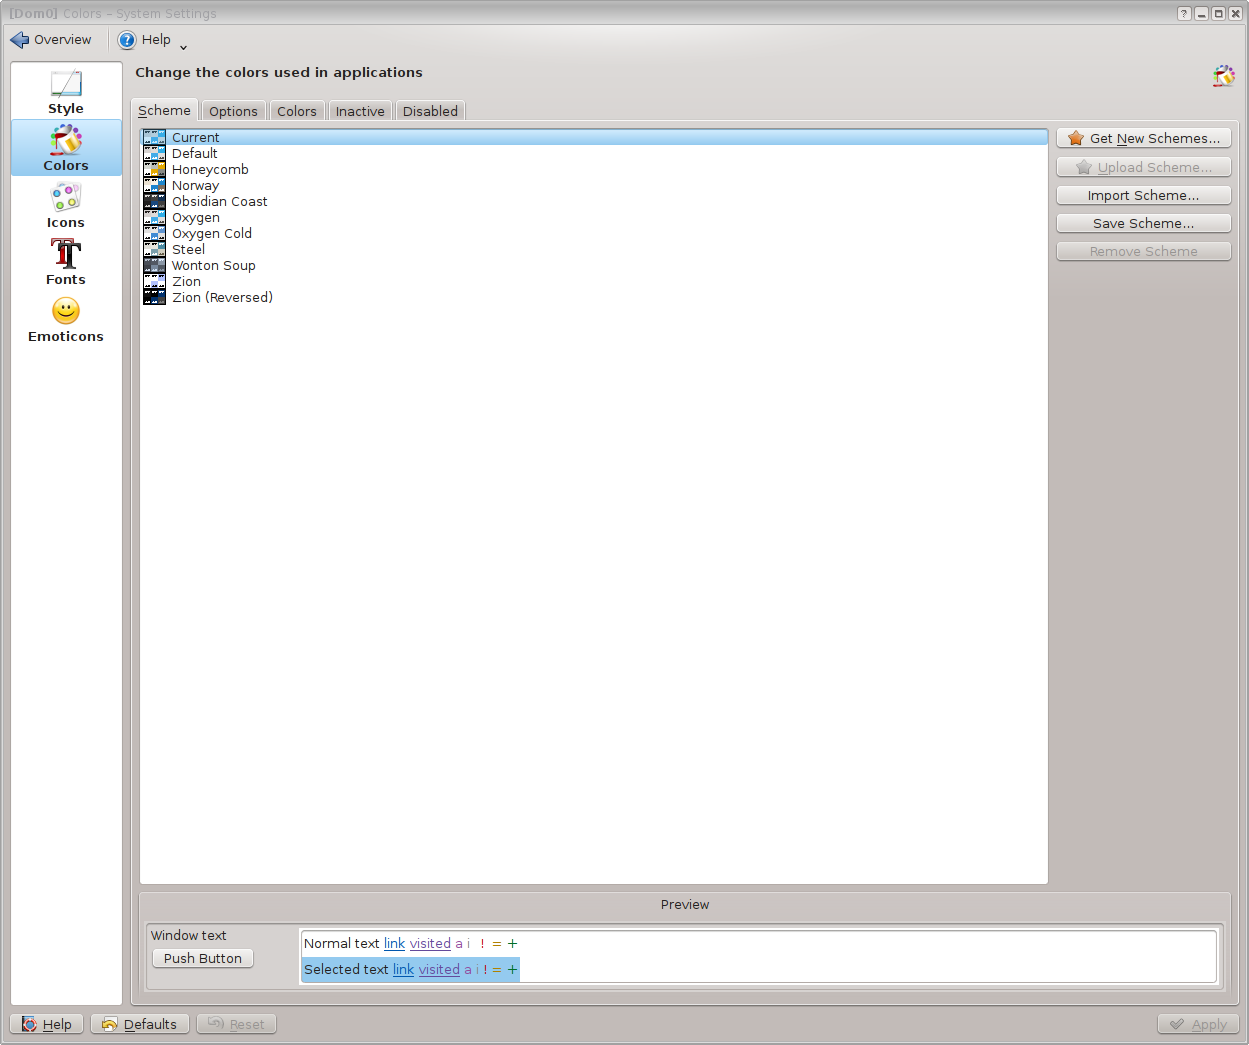 [Dom0] Colors – System Settings
Overview
Help
Change the colors used in applications
Style
Colors
Icons
Fonts
Emoticons
Scheme Options Colors Inactive Disabled
Current
Default
Honeycomb
Norway
Obsidian Coast
Oxygen
Oxygen Cold
Steel
Wonton Soup
Zion
Zion (Reversed)
Get New Schemes...
Upload Scheme...
Import Scheme...
Save Scheme...
Remove Scheme
Preview
Window text
Push Button
Normal text link visited a i ! = +
Selected text link visited a i ! = +
Help Defaults Reset Apply